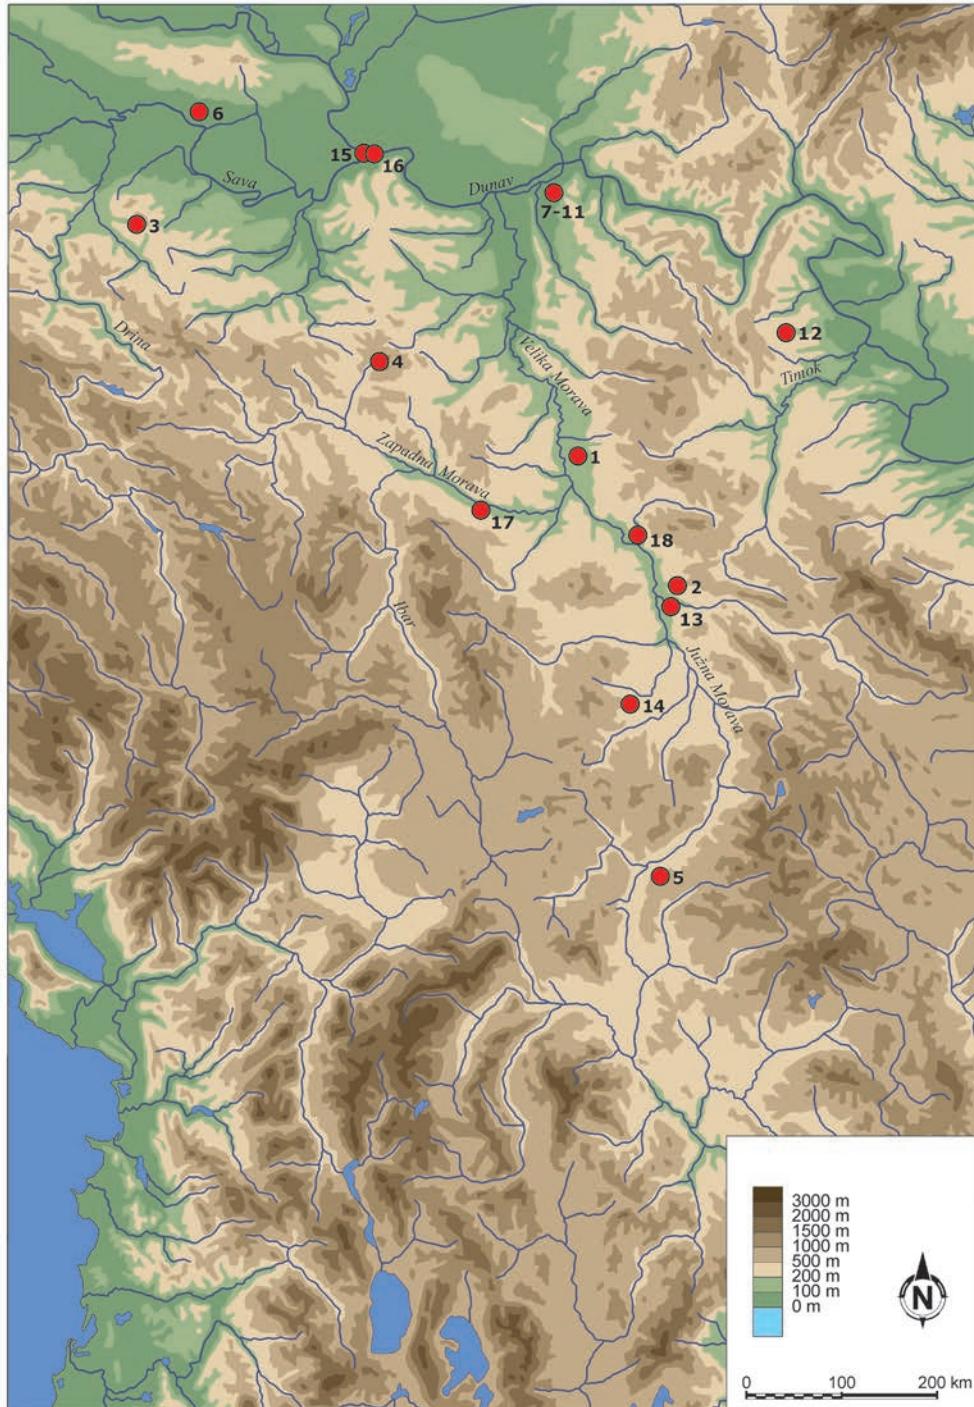 6
15
16
Sava
Dunav
7-11
3
Drina
4
Velika Morava
12
Timok
Zapadna Morava
1
17
18
2
13
Ibar
Južna Morava
14
5
3000 m
2000 m
1500 m
1000 m
500 m
200 m
100 m
0 m
N
0 100 200 km